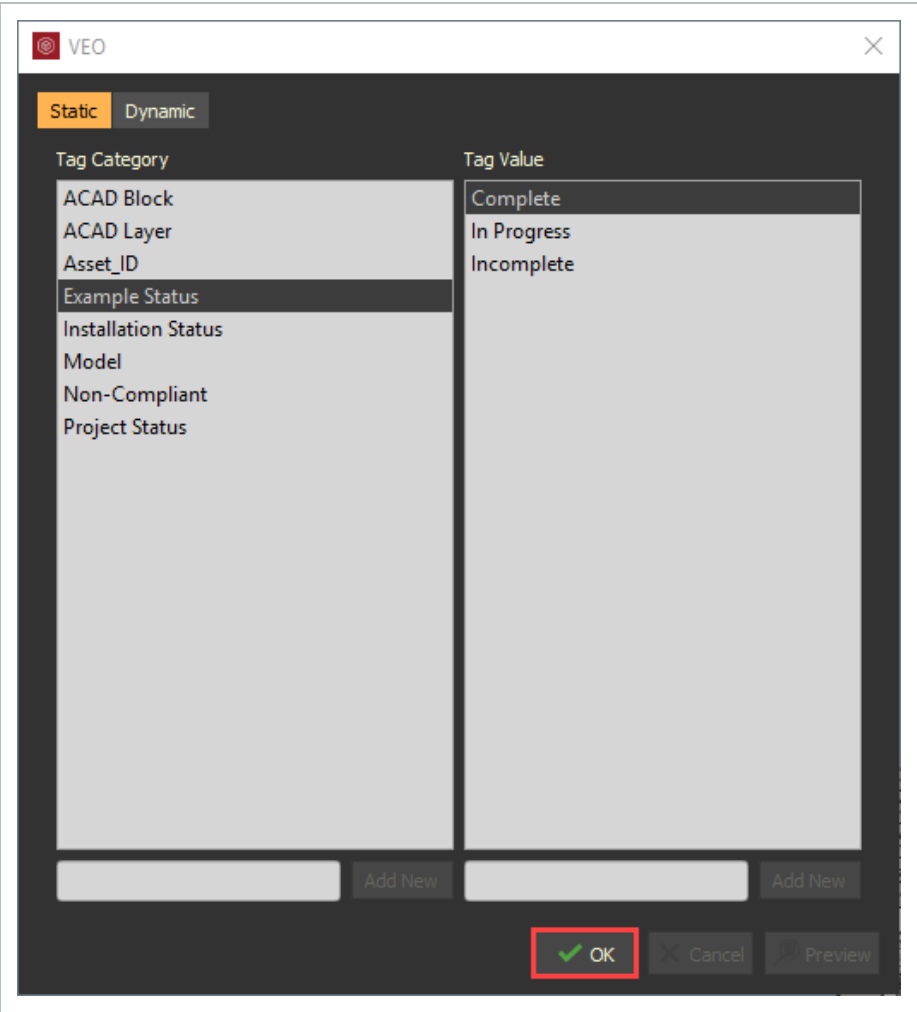 VEO
Static Dynamic
Tag Category
Tag Value
ACAD Block
ACAD Layer
Asset_ID
Example Status
Installation Status
Model
Non-Compliant
Project Status
Complete
In Progress
Incomplete
Add New
Add New
OK Cancel Preview